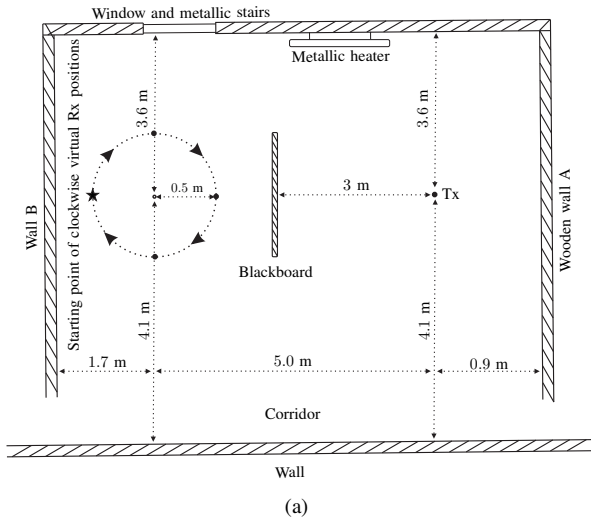 Window and metallic stairs
Metallic heater
Starting point of clockwise virtual Rx positions
3.6 m
3.6 m
0.5 m
3 m
Tx
Wall B
Wooden wall A
Blackboard
4.1 m
4.1 m
1.7 m
5.0 m
0.9 m
Corridor
Wall
(a)